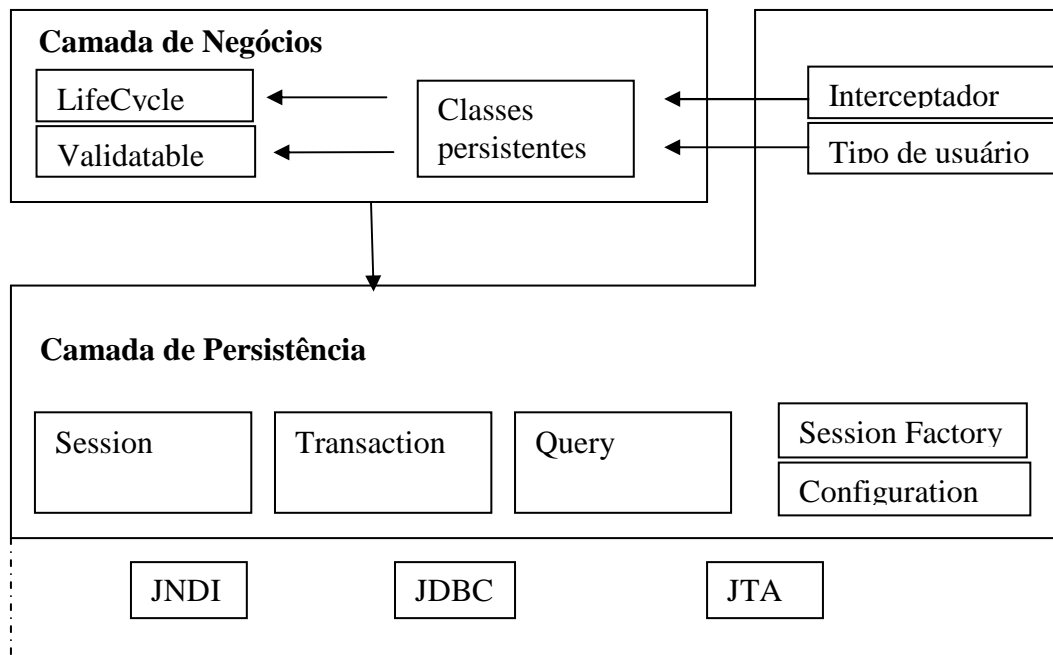 Camada de Negócios
LifeCycle
Validatable
Classes
persistentes
Interceptador
Tipo de usuário
Camada de Persistência
Session
Transaction
Query
Session Factory
Configuration
JNDI
JDBC
JTA